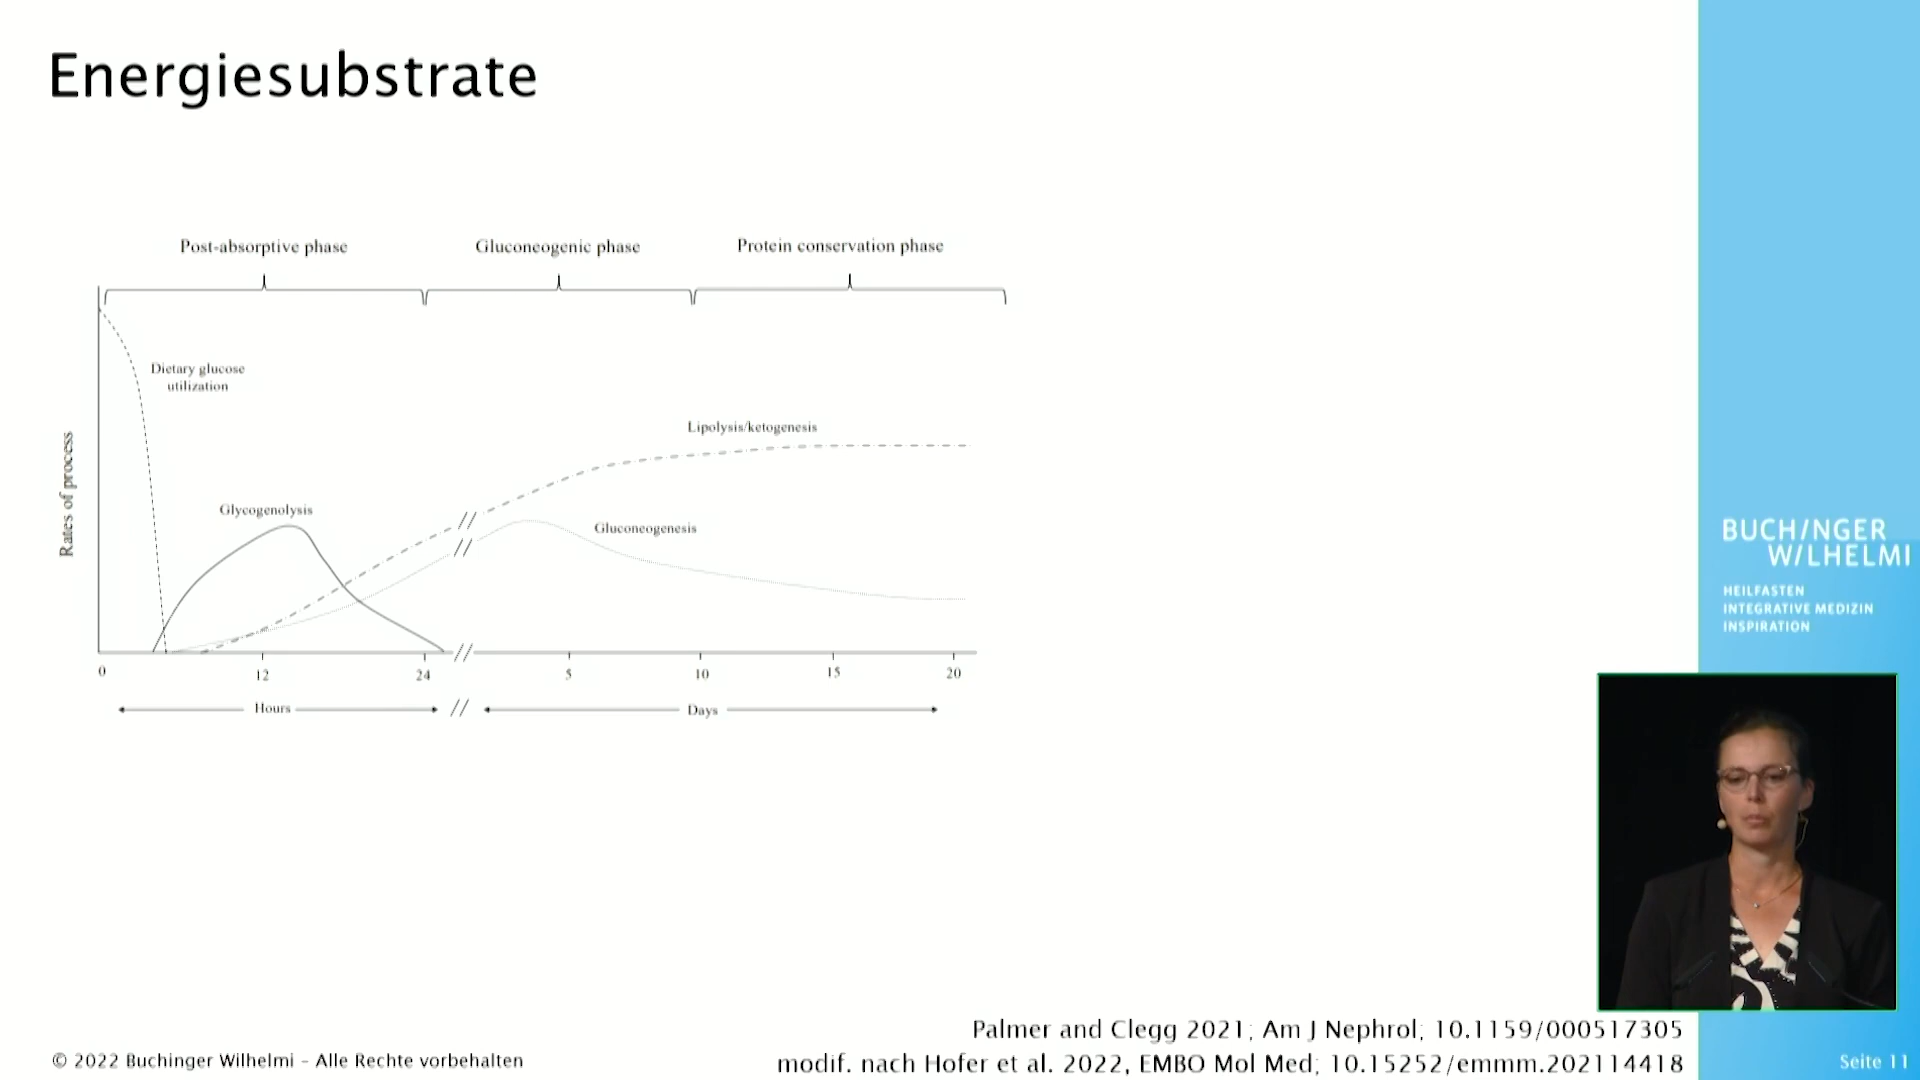 Energiesubstrate
Post-absorptive phase
Gluconeogenic phase
Protein conservation phase
Dietary glucose
utilization
Lipolysis/ketogenesis
Glycogenolysis
Gluconeogenesis
Rates of process
0 12 24 // 5 10 15 20
Hours // Days
BUCHINGER
WILHELMI
HEILFASTEN
INTEGRATIVE MEDIZIN
INSPIRATION
Palmer and Clegg 2021; Am J Nephrol; 10.1159/000517305
modif. nach Hofer et al. 2022, EMBO Mol Med; 10.15252/emmm.202114418
© 2022 Buchinger Wilhelmi – Alle Rechte vorbehalten
Seite 11